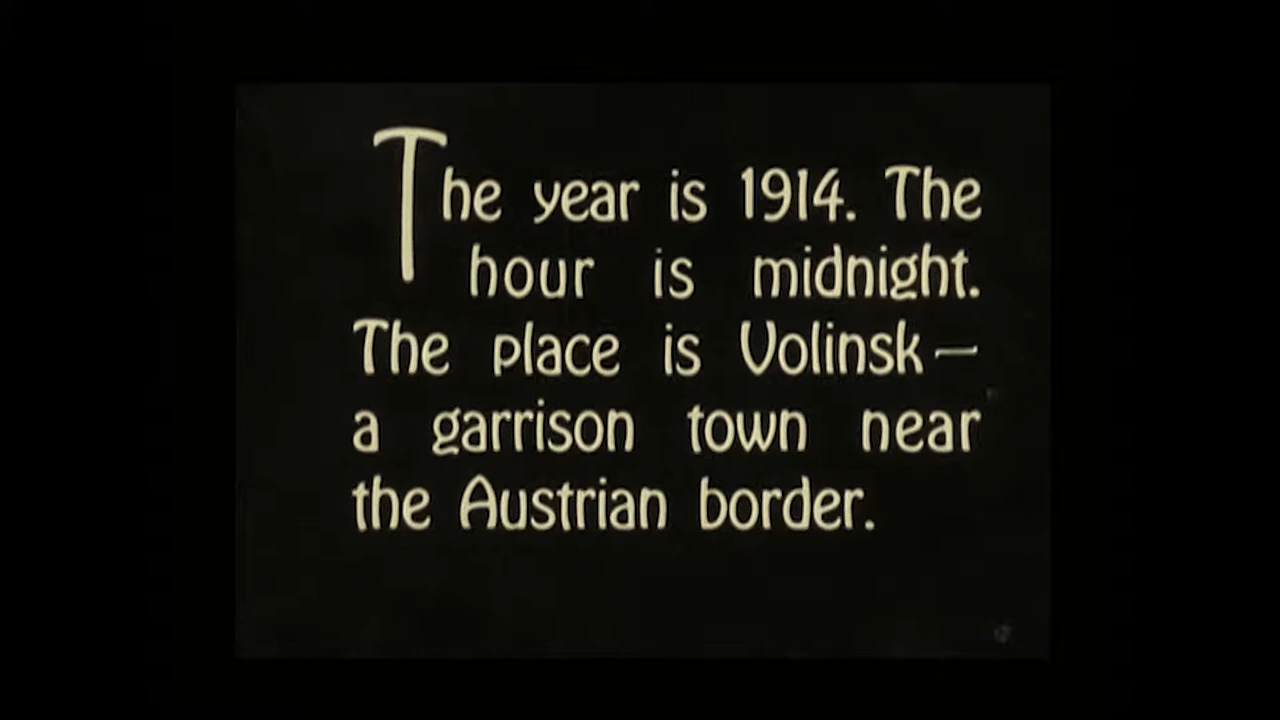 The year is 1914. The
hour is midnight.
The place is Volinsk —
a garrison town near
the Austrian border.